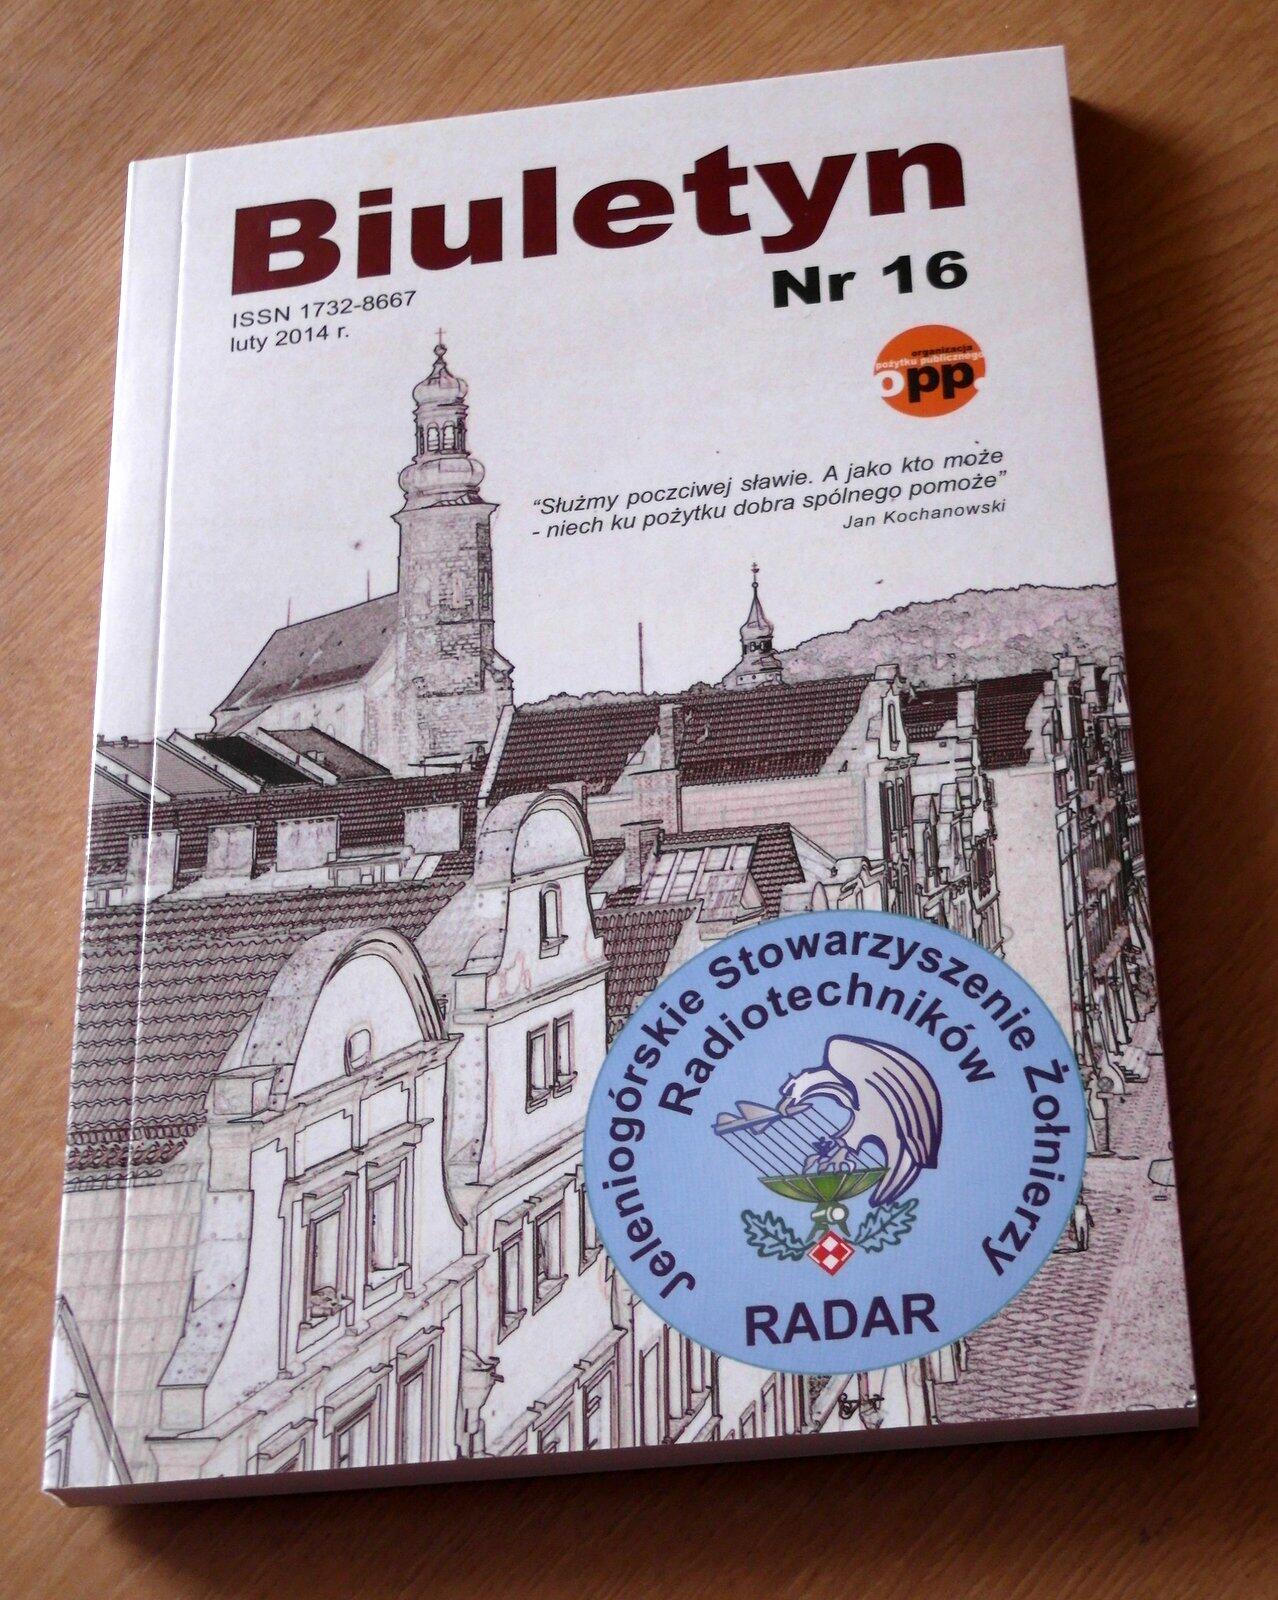 Biuletyn
Nr 16
ISSN 1732-8667
luty 2014 r.
organizacja
pożytku publicznego
opp.
“Służmy poczciwej sławie. A jako kto może
- niech ku pożytku dobra spólnego pomoże”
Jan Kochanowski
Jeleniogórskie Stowarzyszenie Żołnierzy
Radiotechników
RADAR